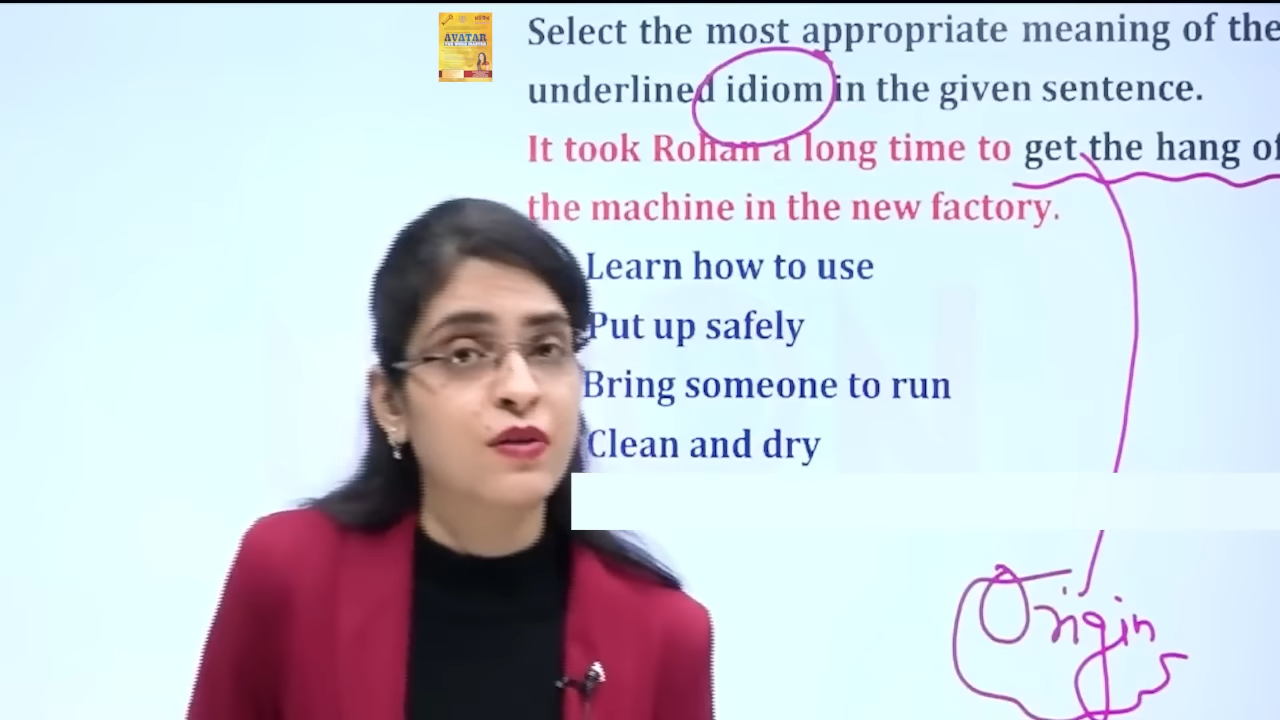 AVATAR
Select the most appropriate meaning of the
underlined idiom in the given sentence.
It took Rohan a long time to get the hang of
the machine in the new factory.
Learn how to use
Put up safely
Bring someone to run
Clean and dry
Origin